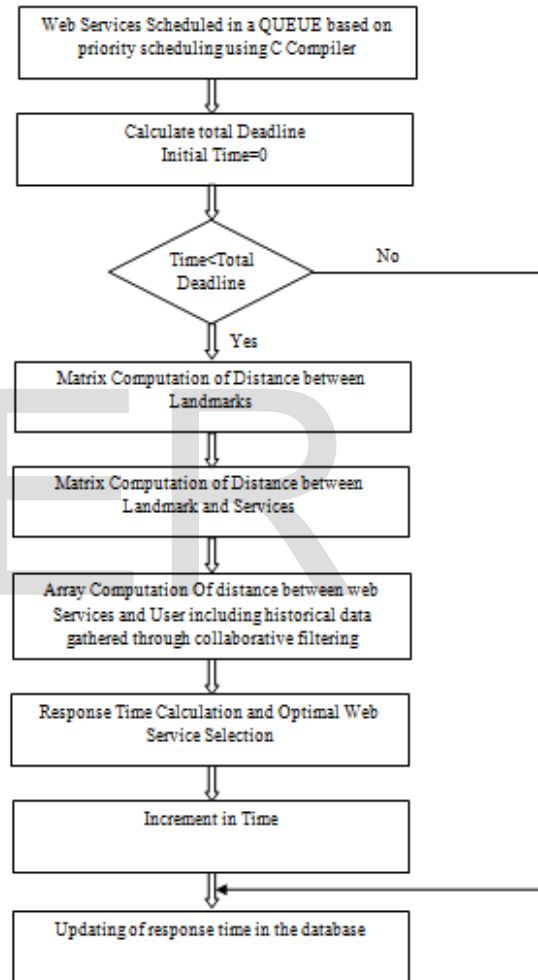 Web Services Scheduled in a QUEUE based on
priority scheduling using C Compiler
Calculate total Deadline
Initial Time=0
Time<Total
Deadline
No
Yes
Matrix Computation of Distance between
Landmarks
Matrix Computation of Distance between
Landmark and Services
Array Computation Of distance between web
Services and User including historical data
gathered through collaborative filtering
Response Time Calculation and Optimal Web
Service Selection
Increment in Time
Updating of response time in the database
ER